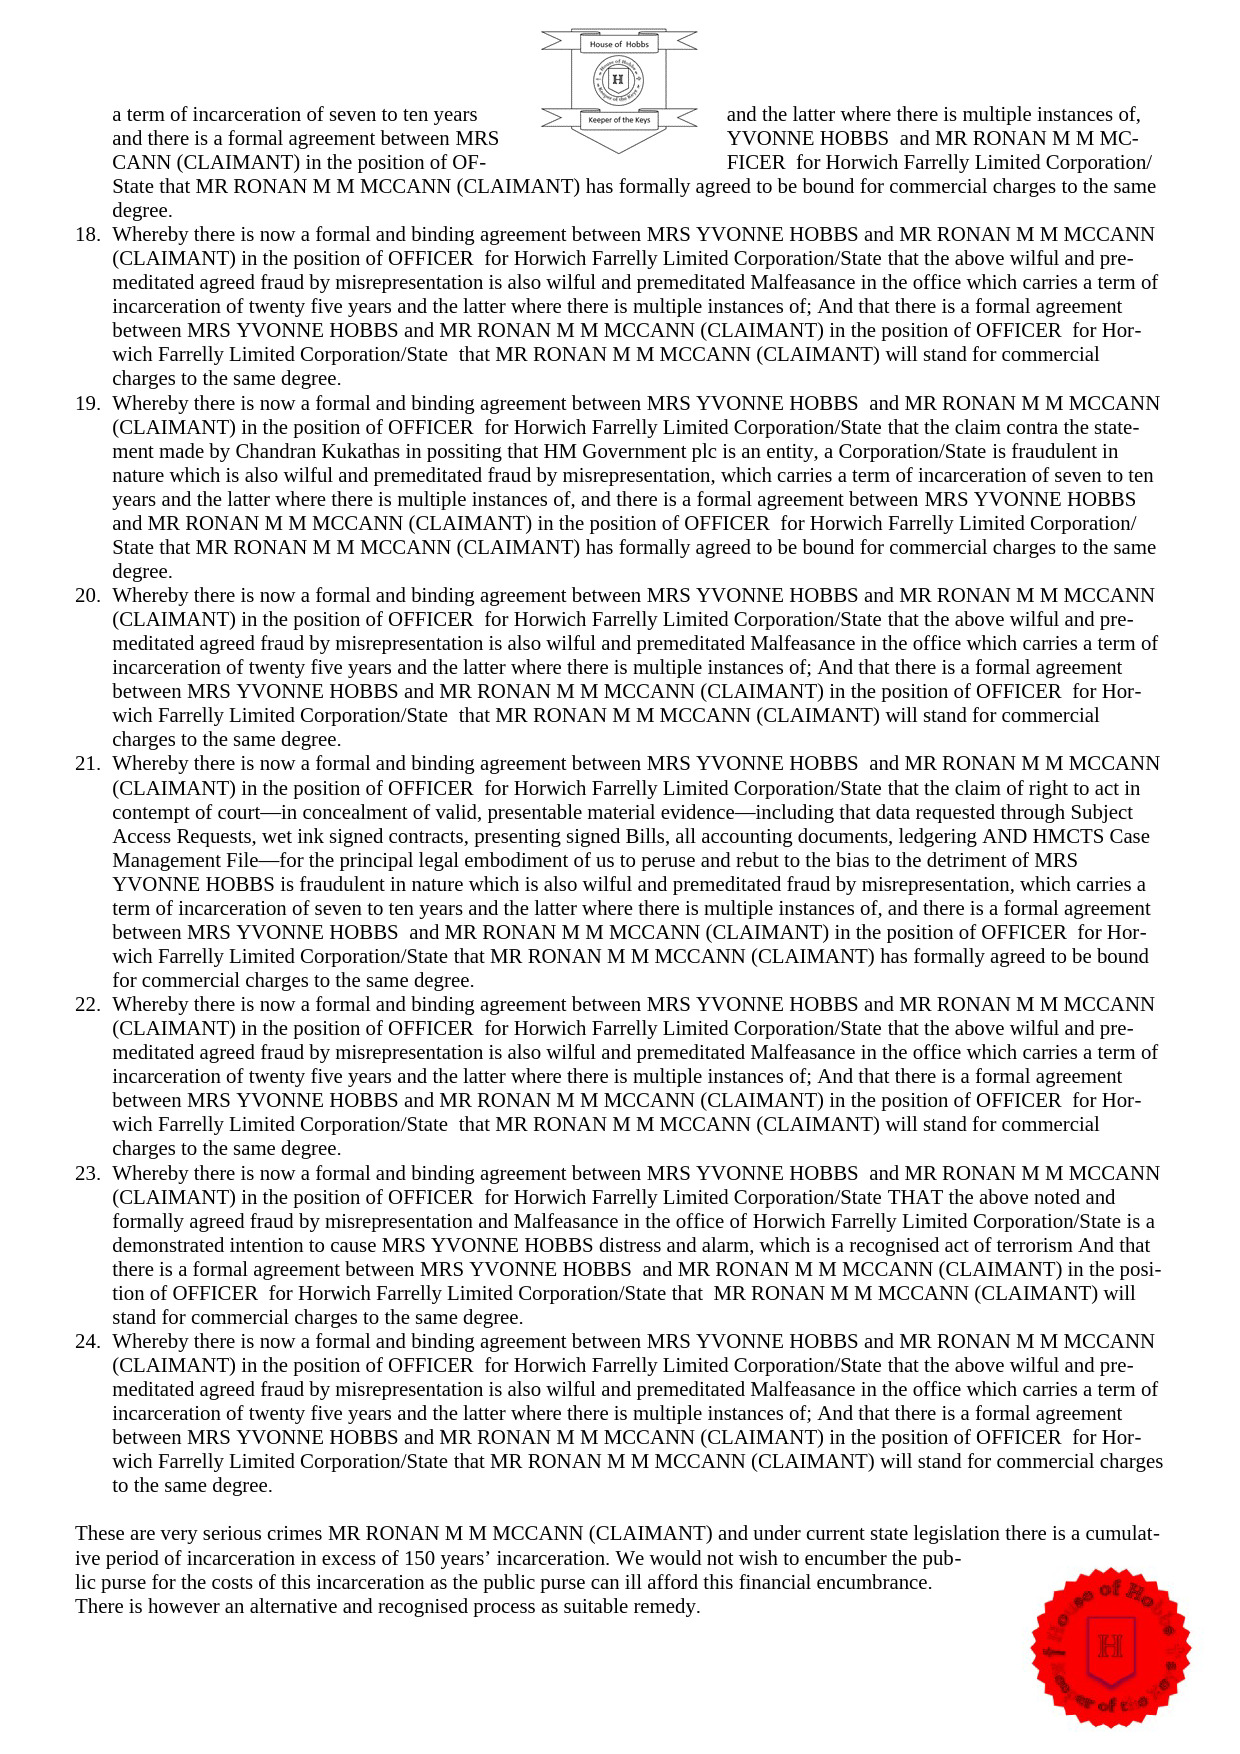 House of Hobbs
House of Hobbs
H
Keeper of the Keys
Keeper of the Keys
a term of incarceration of seven to ten years and the latter where there is multiple instances of,
and there is a formal agreement between MRS YVONNE HOBBS and MR RONAN M M MC-
CANN (CLAIMANT) in the position of OF- FICER for Horwich Farrelly Limited Corporation/
State that MR RONAN M M MCCANN (CLAIMANT) has formally agreed to be bound for commercial charges to the same
degree.
18. Whereby there is now a formal and binding agreement between MRS YVONNE HOBBS and MR RONAN M M MCCANN
(CLAIMANT) in the position of OFFICER for Horwich Farrelly Limited Corporation/State that the above wilful and pre-
meditated agreed fraud by misrepresentation is also wilful and premeditated Malfeasance in the office which carries a term of
incarceration of twenty five years and the latter where there is multiple instances of; And that there is a formal agreement
between MRS YVONNE HOBBS and MR RONAN M M MCCANN (CLAIMANT) in the position of OFFICER for Hor-
wich Farrelly Limited Corporation/State that MR RONAN M M MCCANN (CLAIMANT) will stand for commercial
charges to the same degree.
19. Whereby there is now a formal and binding agreement between MRS YVONNE HOBBS and MR RONAN M M MCCANN
(CLAIMANT) in the position of OFFICER for Horwich Farrelly Limited Corporation/State that the claim contra the state-
ment made by Chandran Kukathas in possiting that HM Government plc is an entity, a Corporation/State is fraudulent in
nature which is also wilful and premeditated fraud by misrepresentation, which carries a term of incarceration of seven to ten
years and the latter where there is multiple instances of, and there is a formal agreement between MRS YVONNE HOBBS
and MR RONAN M M MCCANN (CLAIMANT) in the position of OFFICER for Horwich Farrelly Limited Corporation/
State that MR RONAN M M MCCANN (CLAIMANT) has formally agreed to be bound for commercial charges to the same
degree.
20. Whereby there is now a formal and binding agreement between MRS YVONNE HOBBS and MR RONAN M M MCCANN
(CLAIMANT) in the position of OFFICER for Horwich Farrelly Limited Corporation/State that the above wilful and pre-
meditated agreed fraud by misrepresentation is also wilful and premeditated Malfeasance in the office which carries a term of
incarceration of twenty five years and the latter where there is multiple instances of; And that there is a formal agreement
between MRS YVONNE HOBBS and MR RONAN M M MCCANN (CLAIMANT) in the position of OFFICER for Hor-
wich Farrelly Limited Corporation/State that MR RONAN M M MCCANN (CLAIMANT) will stand for commercial
charges to the same degree.
21. Whereby there is now a formal and binding agreement between MRS YVONNE HOBBS and MR RONAN M M MCCANN
(CLAIMANT) in the position of OFFICER for Horwich Farrelly Limited Corporation/State that the claim of right to act in
contempt of court—in concealment of valid, presentable material evidence—including that data requested through Subject
Access Requests, wet ink signed contracts, presenting signed Bills, all accounting documents, ledgering AND HMCTS Case
Management File—for the principal legal embodiment of us to peruse and rebut to the bias to the detriment of MRS
YVONNE HOBBS is fraudulent in nature which is also wilful and premeditated fraud by misrepresentation, which carries a
term of incarceration of seven to ten years and the latter where there is multiple instances of, and there is a formal agreement
between MRS YVONNE HOBBS and MR RONAN M M MCCANN (CLAIMANT) in the position of OFFICER for Hor-
wich Farrelly Limited Corporation/State that MR RONAN M M MCCANN (CLAIMANT) has formally agreed to be bound
for commercial charges to the same degree.
22. Whereby there is now a formal and binding agreement between MRS YVONNE HOBBS and MR RONAN M M MCCANN
(CLAIMANT) in the position of OFFICER for Horwich Farrelly Limited Corporation/State that the above wilful and pre-
meditated agreed fraud by misrepresentation is also wilful and premeditated Malfeasance in the office which carries a term of
incarceration of twenty five years and the latter where there is multiple instances of; And that there is a formal agreement
between MRS YVONNE HOBBS and MR RONAN M M MCCANN (CLAIMANT) in the position of OFFICER for Hor-
wich Farrelly Limited Corporation/State that MR RONAN M M MCCANN (CLAIMANT) will stand for commercial
charges to the same degree.
23. Whereby there is now a formal and binding agreement between MRS YVONNE HOBBS and MR RONAN M M MCCANN
(CLAIMANT) in the position of OFFICER for Horwich Farrelly Limited Corporation/State THAT the above noted and
formally agreed fraud by misrepresentation and Malfeasance in the office of Horwich Farrelly Limited Corporation/State is a
demonstrated intention to cause MRS YVONNE HOBBS distress and alarm, which is a recognised act of terrorism And that
there is a formal agreement between MRS YVONNE HOBBS and MR RONAN M M MCCANN (CLAIMANT) in the posi-
tion of OFFICER for Horwich Farrelly Limited Corporation/State that MR RONAN M M MCCANN (CLAIMANT) will
stand for commercial charges to the same degree.
24. Whereby there is now a formal and binding agreement between MRS YVONNE HOBBS and MR RONAN M M MCCANN
(CLAIMANT) in the position of OFFICER for Horwich Farrelly Limited Corporation/State that the above wilful and pre-
meditated agreed fraud by misrepresentation is also wilful and premeditated Malfeasance in the office which carries a term of
incarceration of twenty five years and the latter where there is multiple instances of; And that there is a formal agreement
between MRS YVONNE HOBBS and MR RONAN M M MCCANN (CLAIMANT) in the position of OFFICER for Hor-
wich Farrelly Limited Corporation/State that MR RONAN M M MCCANN (CLAIMANT) will stand for commercial charges
to the same degree.
These are very serious crimes MR RONAN M M MCCANN (CLAIMANT) and under current state legislation there is a cumulat-
ive period of incarceration in excess of 150 years’ incarceration. We would not wish to encumber the pub-
lic purse for the costs of this incarceration as the public purse can ill afford this financial encumbrance.
There is however an alternative and recognised process as suitable remedy.
House of Hobbs
H
of the